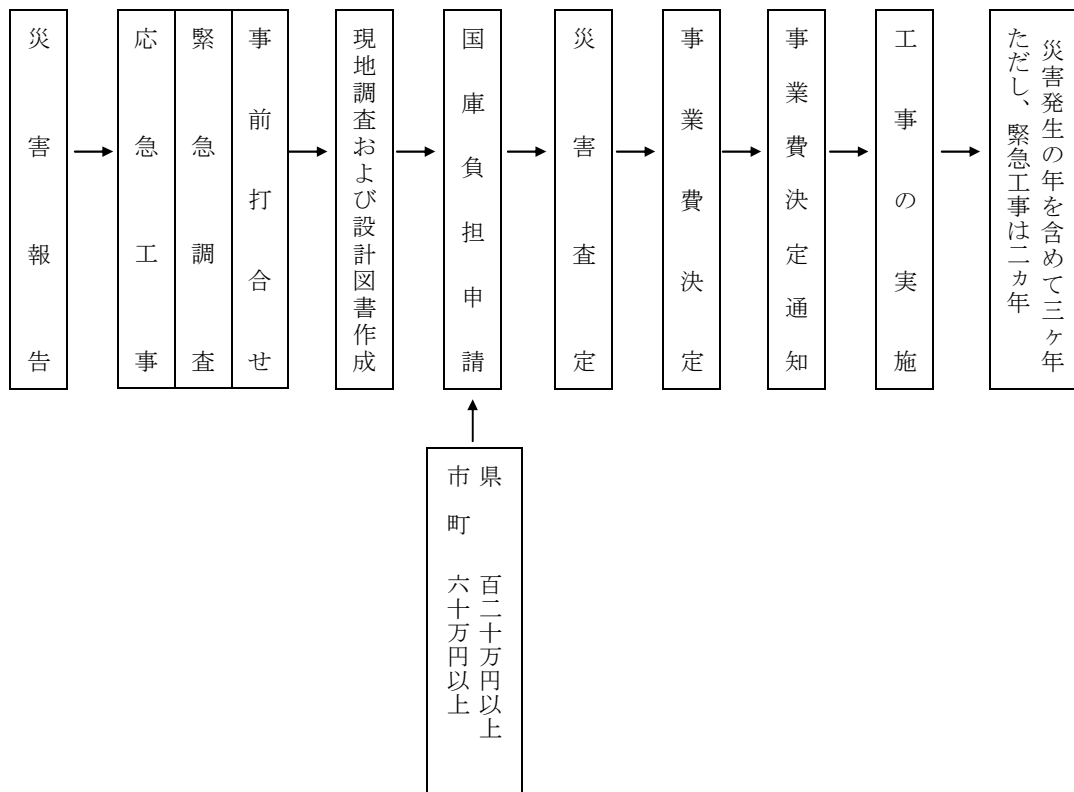 災害報告
応急工事
緊急調査
事前打合せ
現地調査および設計図書作成
国庫負担申請
災害査定
事業費決定
事業費決定通知
工事の実施
災害発生の年を含めて三ヶ年
ただし、緊急工事は二カ年
県　百二十万円以上
市町　六十万円以上